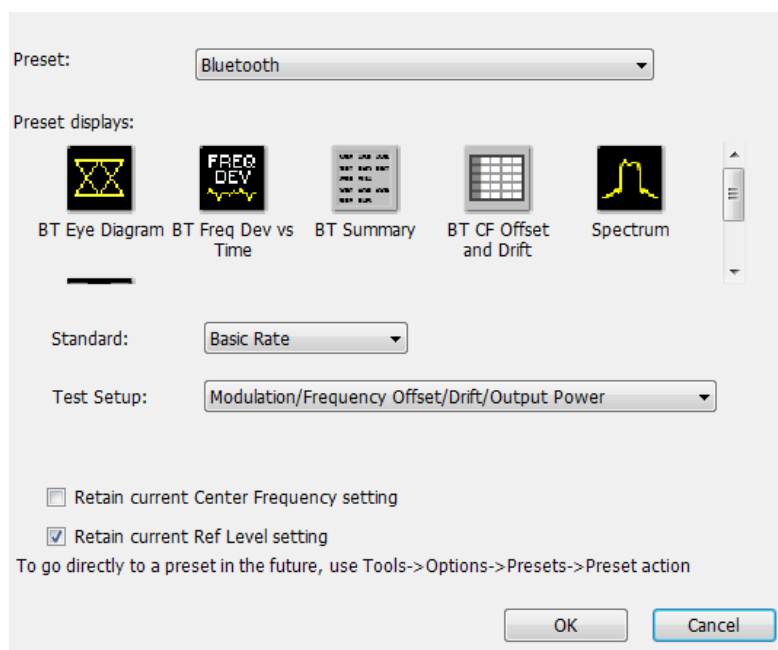 Preset:
Bluetooth
Preset displays:
FREQ
DEV
BT Eye Diagram
BT Freq Dev vs
Time
BT Summary
BT CF Offset
and Drift
Spectrum
Standard:
Basic Rate
Test Setup:
Modulation/Frequency Offset/Drift/Output Power
Retain current Center Frequency setting
Retain current Ref Level setting
To go directly to a preset in the future, use Tools->Options->Presets->Preset action
OK
Cancel